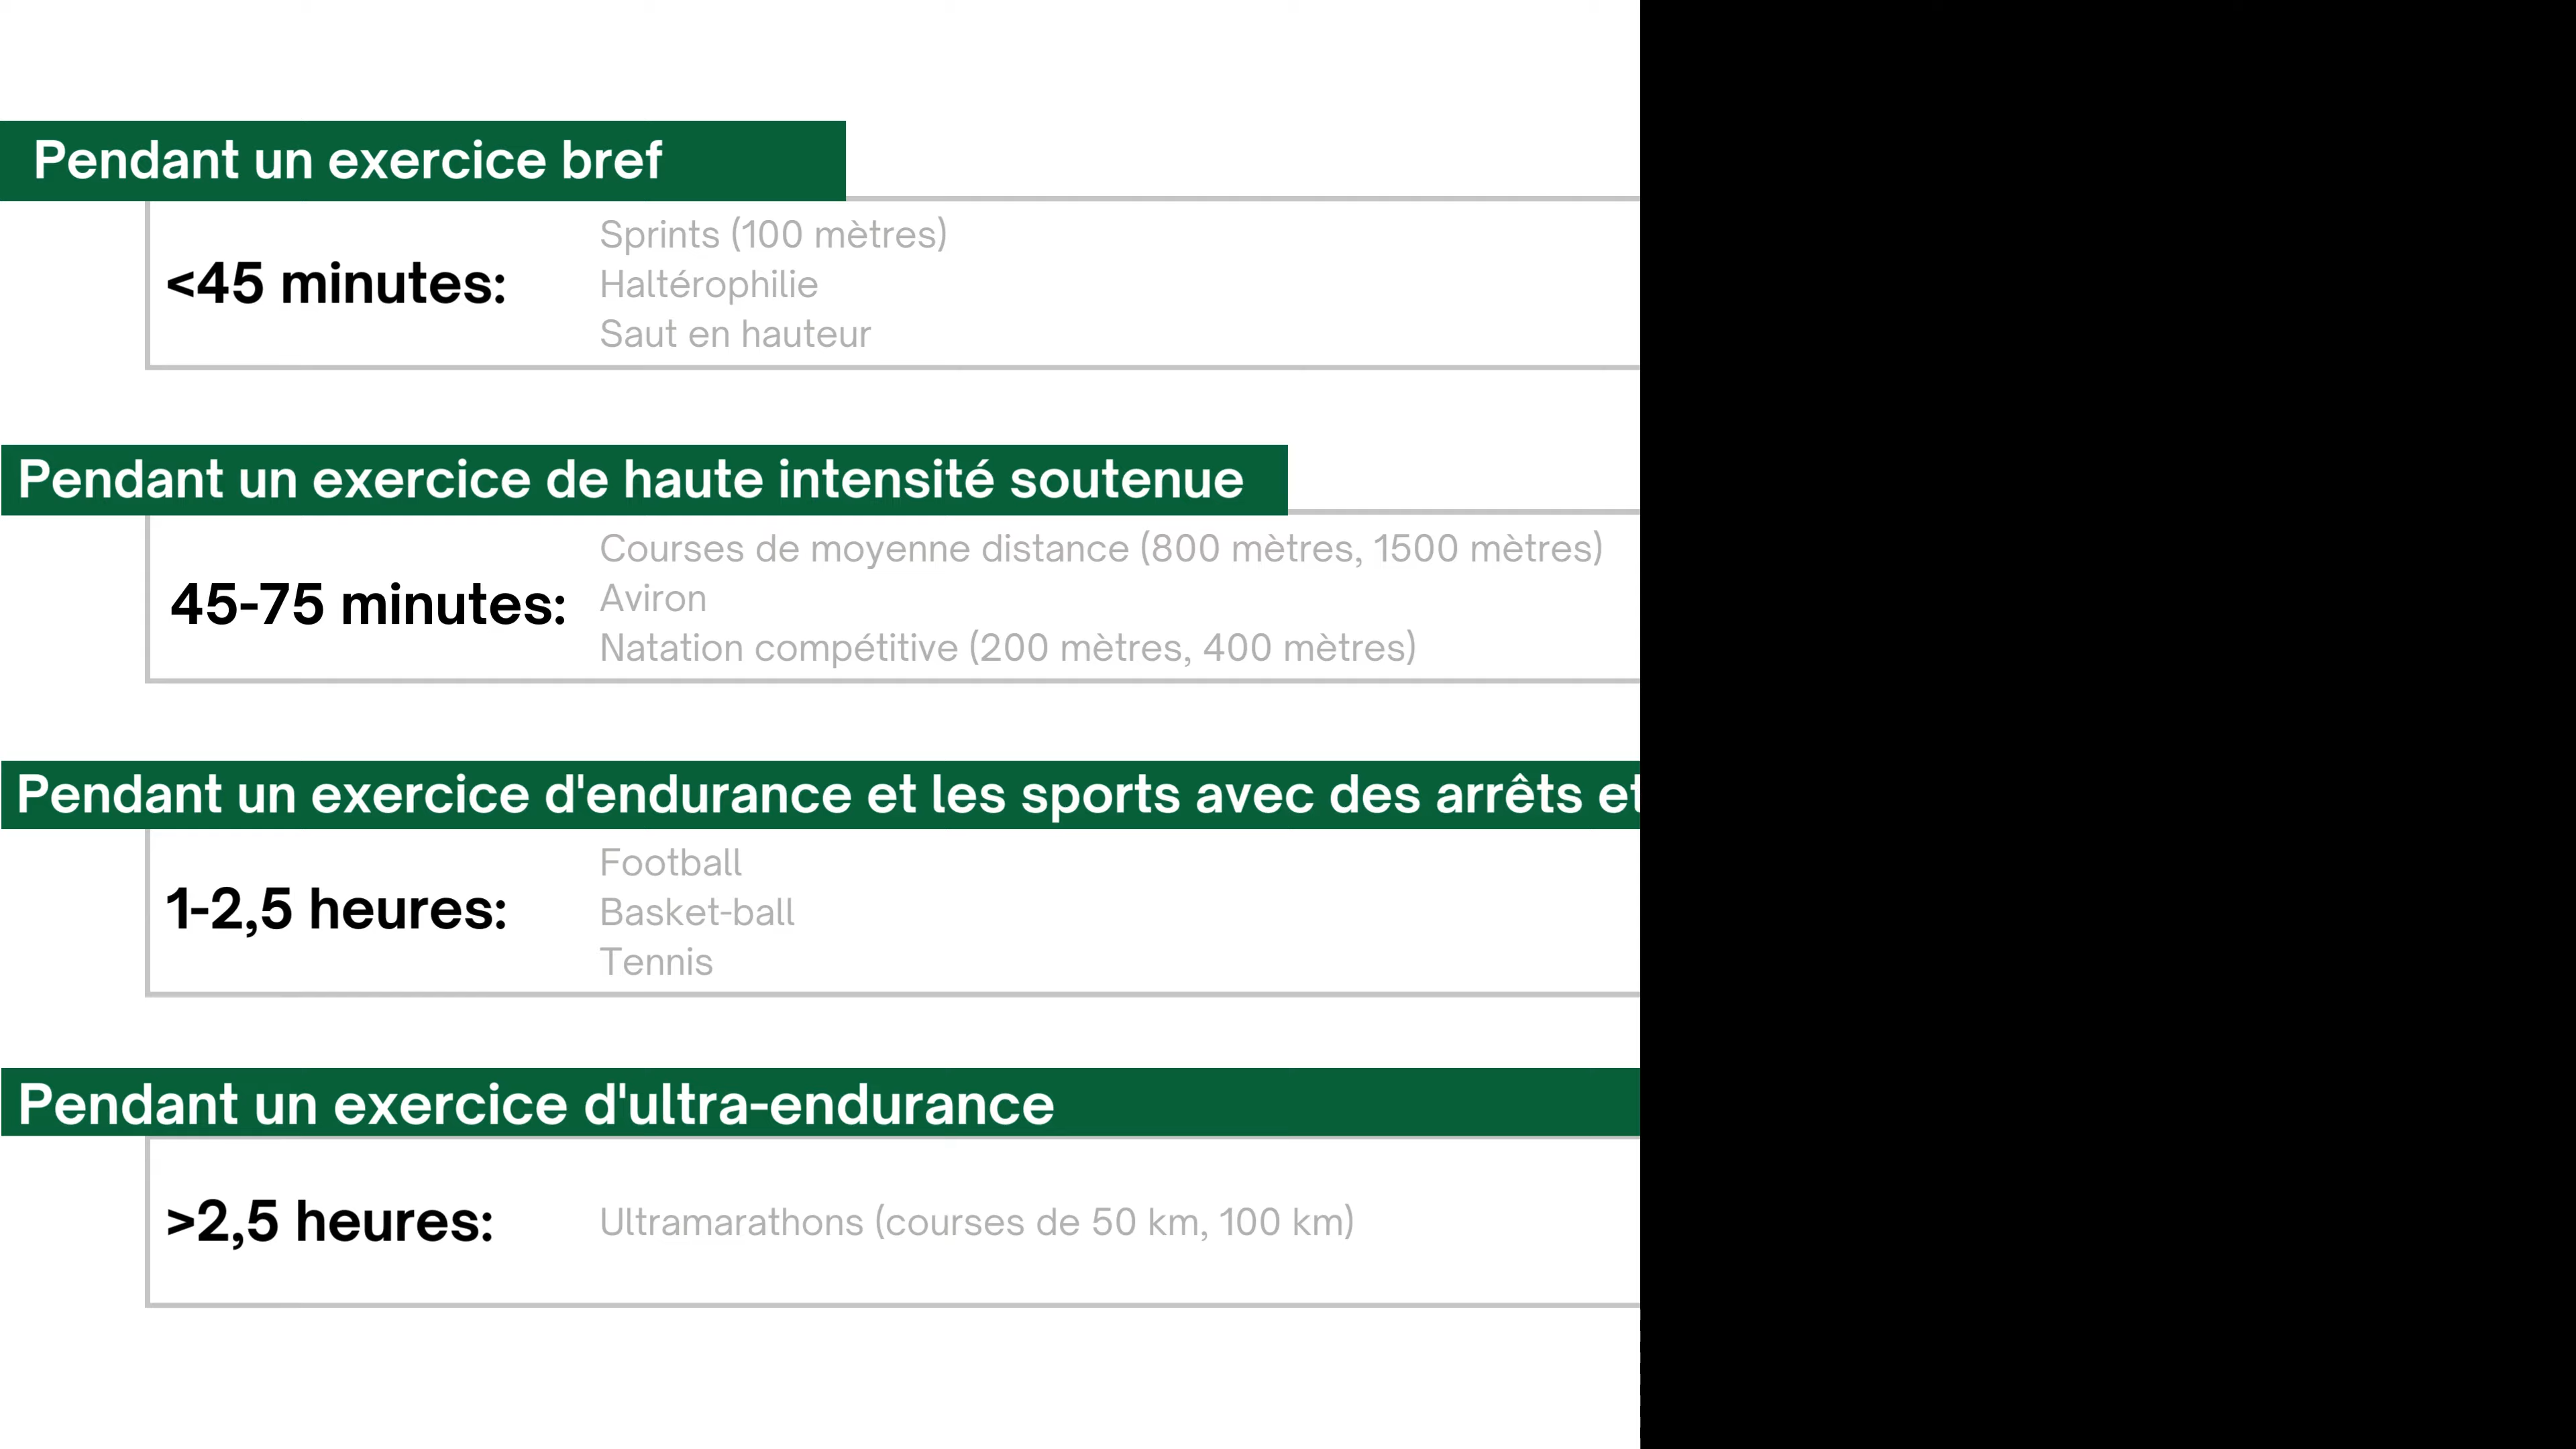 Pendant un exercice bref
<45 minutes:
Sprints (100 mètres)
Haltérophilie
Saut en hauteur
Pendant un exercice de haute intensité soutenue
45-75 minutes:
Courses de moyenne distance (800 mètres, 1500 mètres)
Aviron
Natation compétitive (200 mètres, 400 mètres)
Pendant un exercice d'endurance et les sports avec des arrêts et
1-2,5 heures:
Football
Basket-ball
Tennis
Pendant un exercice d'ultra-endurance
>2,5 heures:
Ultramarathons (courses de 50 km, 100 km)